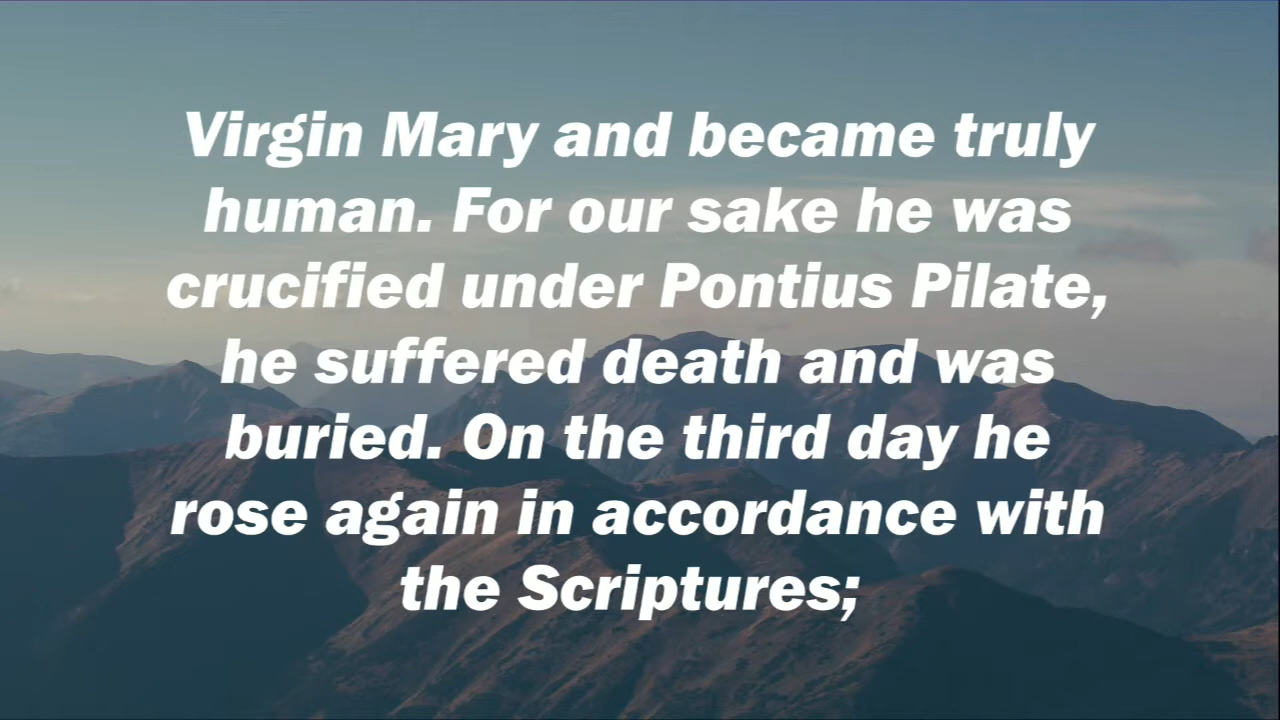 Virgin Mary and became truly
human. For our sake he was
crucified under Pontius Pilate,
he suffered death and was
buried. On the third day he
rose again in accordance with
the Scriptures;